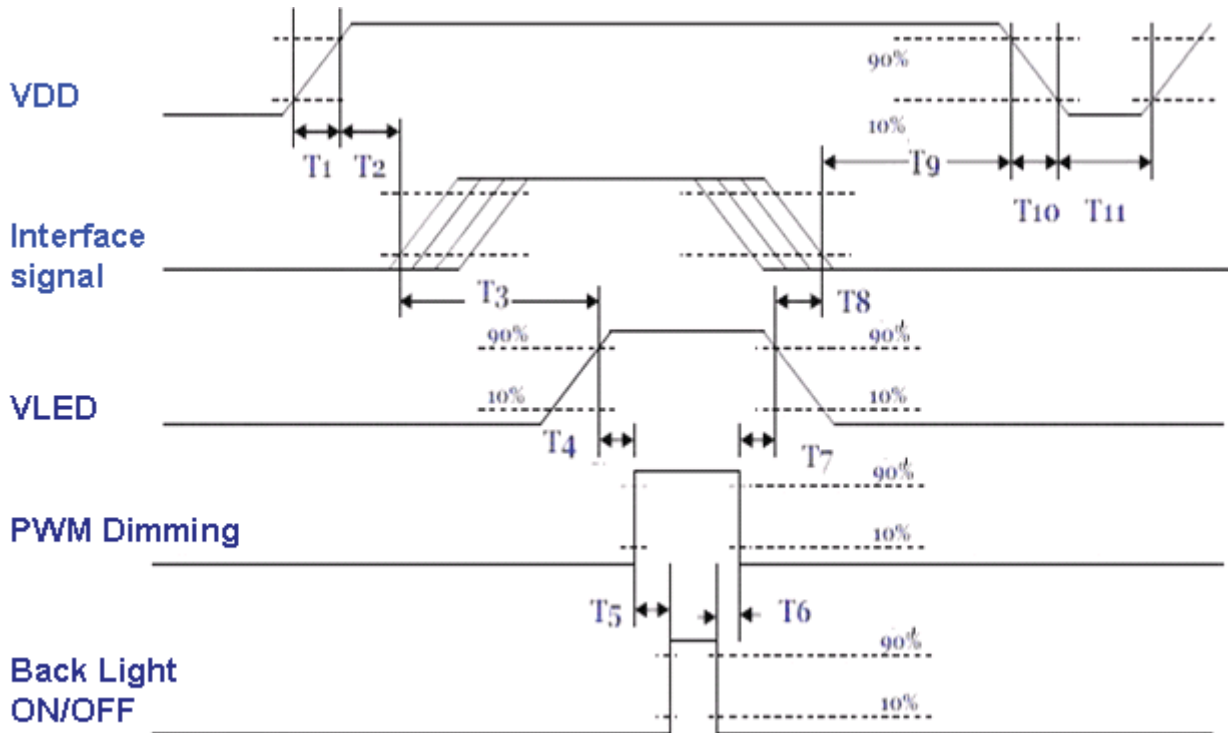 90%
VDD
10%
T1 T2 T9
T10 T11
Interface
signal
T3 T8
90% 90%
VLED
10% 10%
T4 T7
90%
PWM Dimming
10%
T5 T6
Back Light
ON/OFF
90%
10%